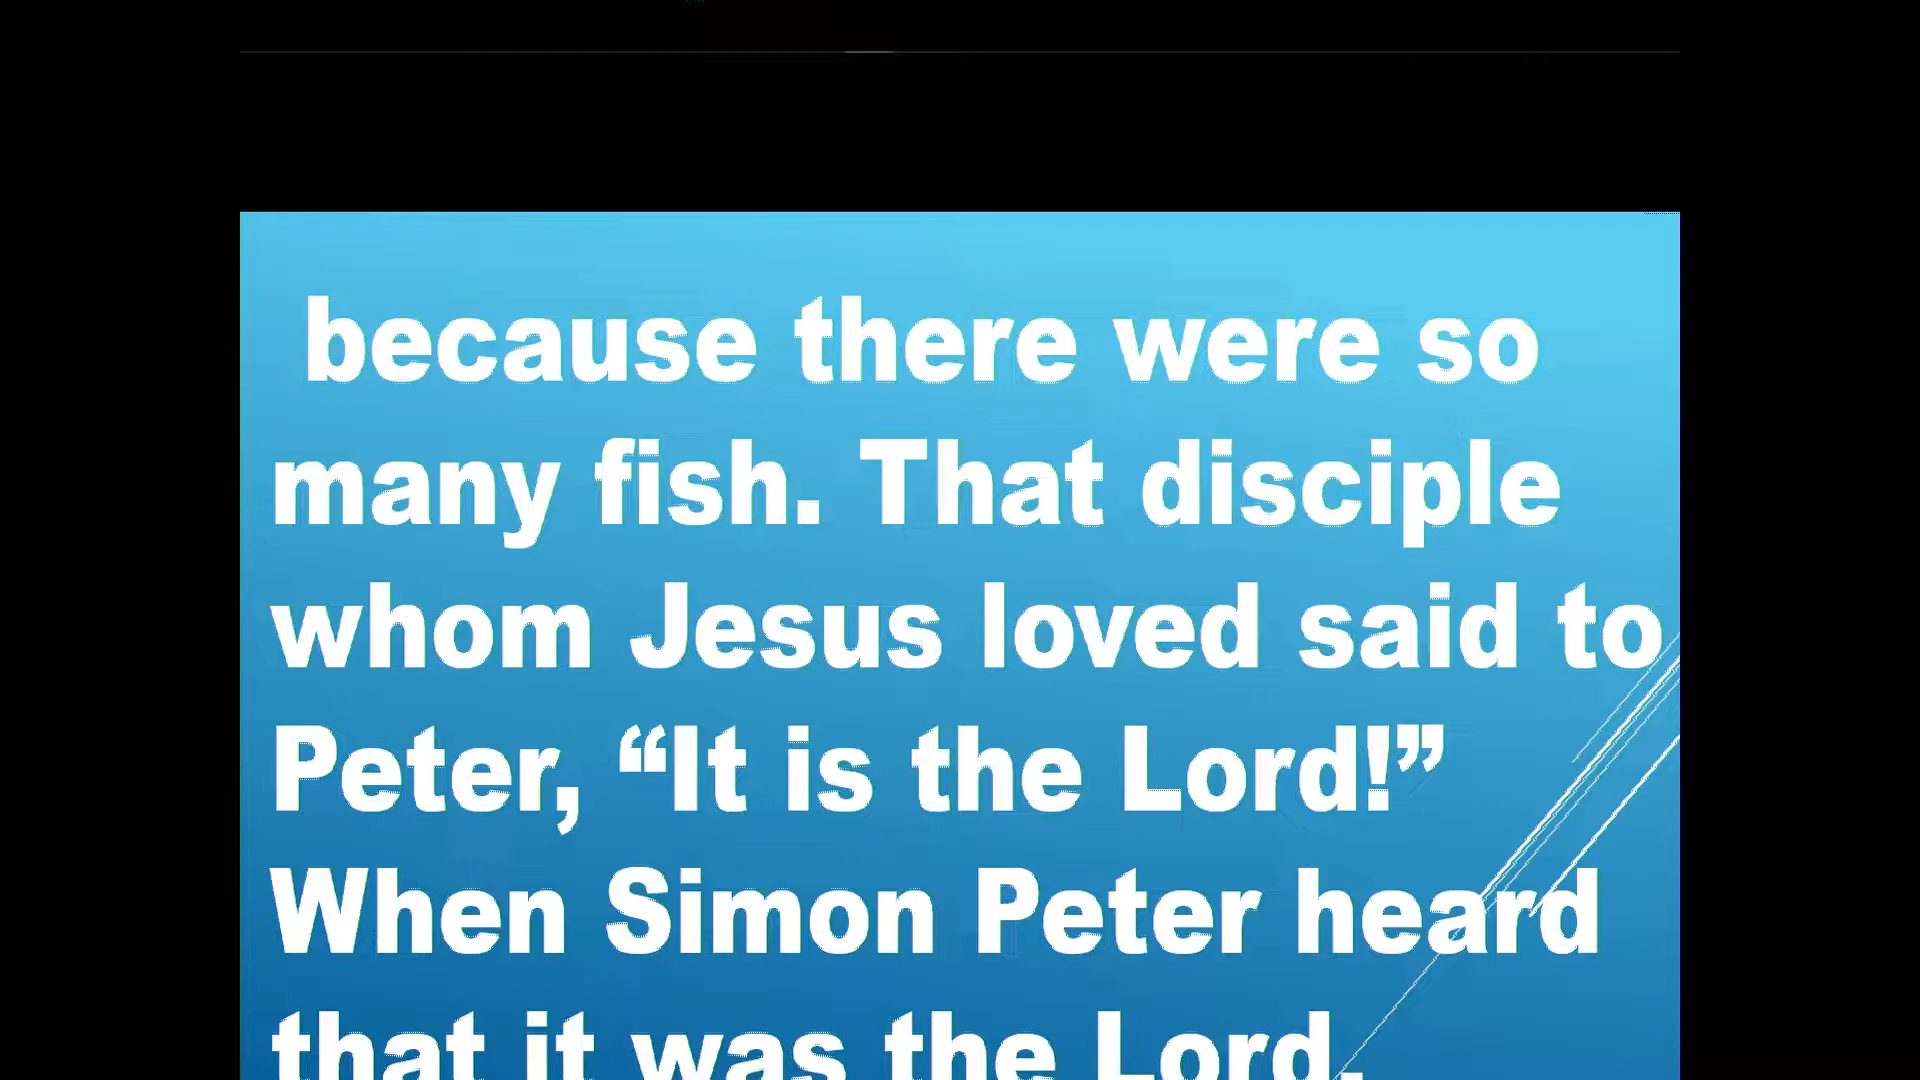 because there were so
many fish. That disciple
whom Jesus loved said to
Peter, “It is the Lord!”
When Simon Peter heard
that it was the Lord,